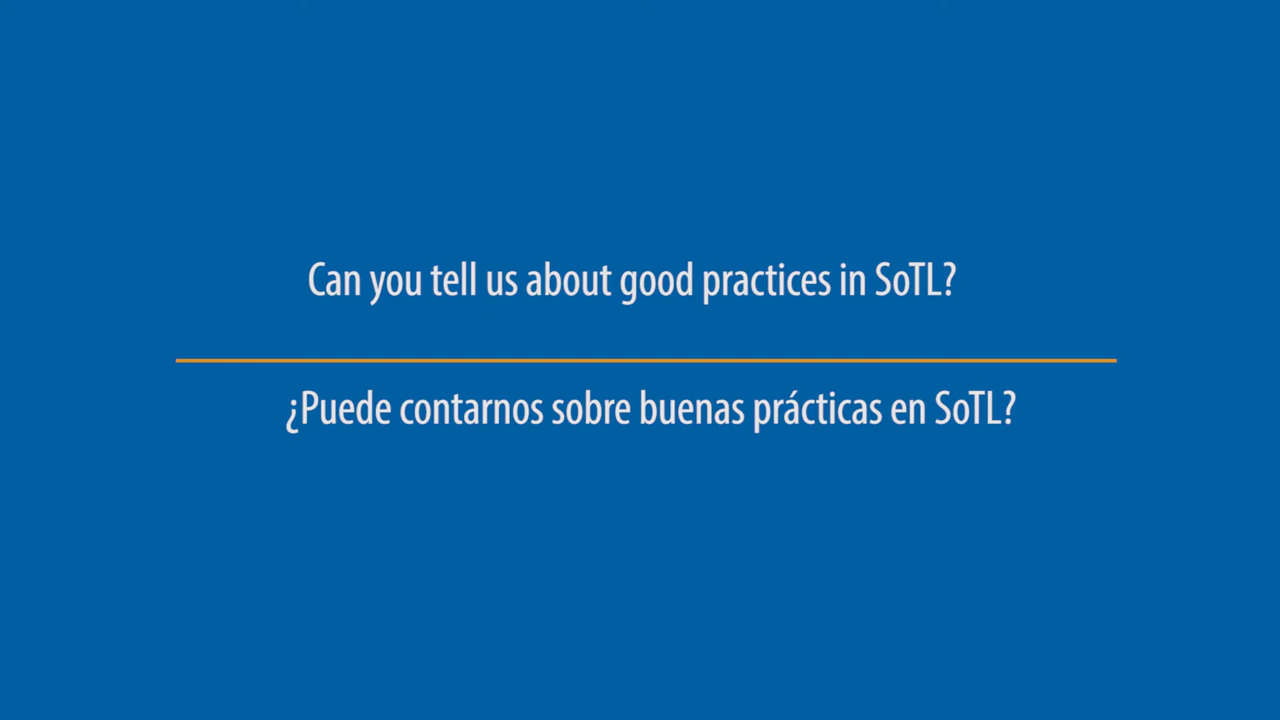 Can you tell us about good practices in SoTL?
¿Puede contarnos sobre buenas prácticas en SoTL?